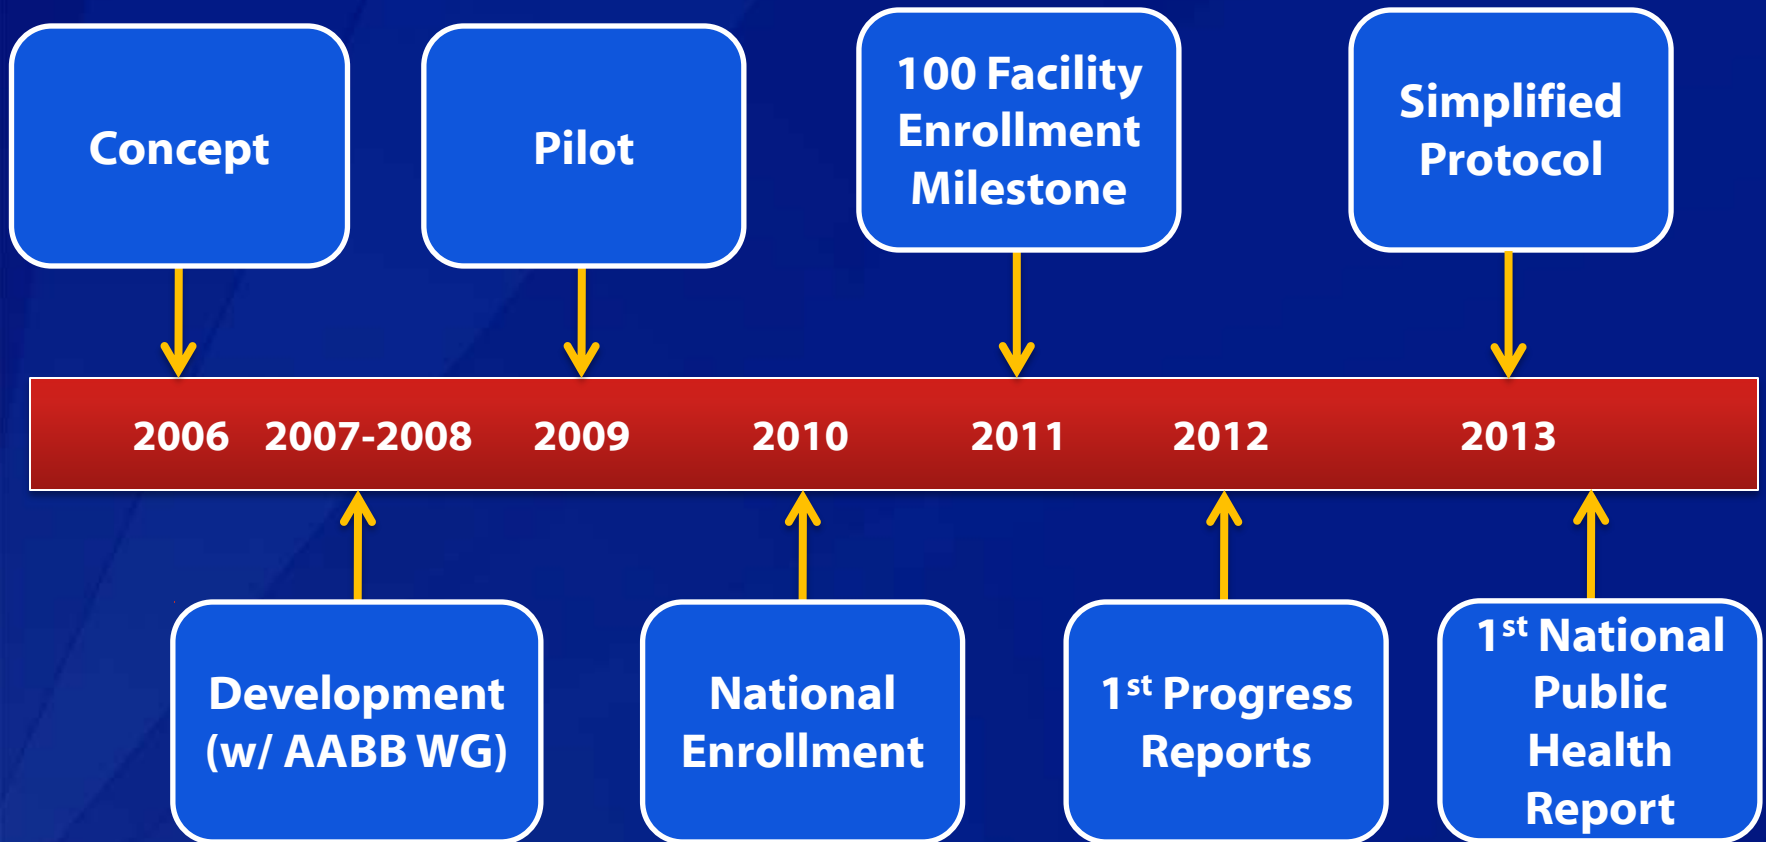 Concept
Pilot
100 Facility
Enrollment
Milestone
Simplified
Protocol
2006 2007-2008 2009 2010 2011 2012 2013
Development
(w/ AABB WG)
National
Enrollment
1st Progress
Reports
1st National
Public
Health
Report